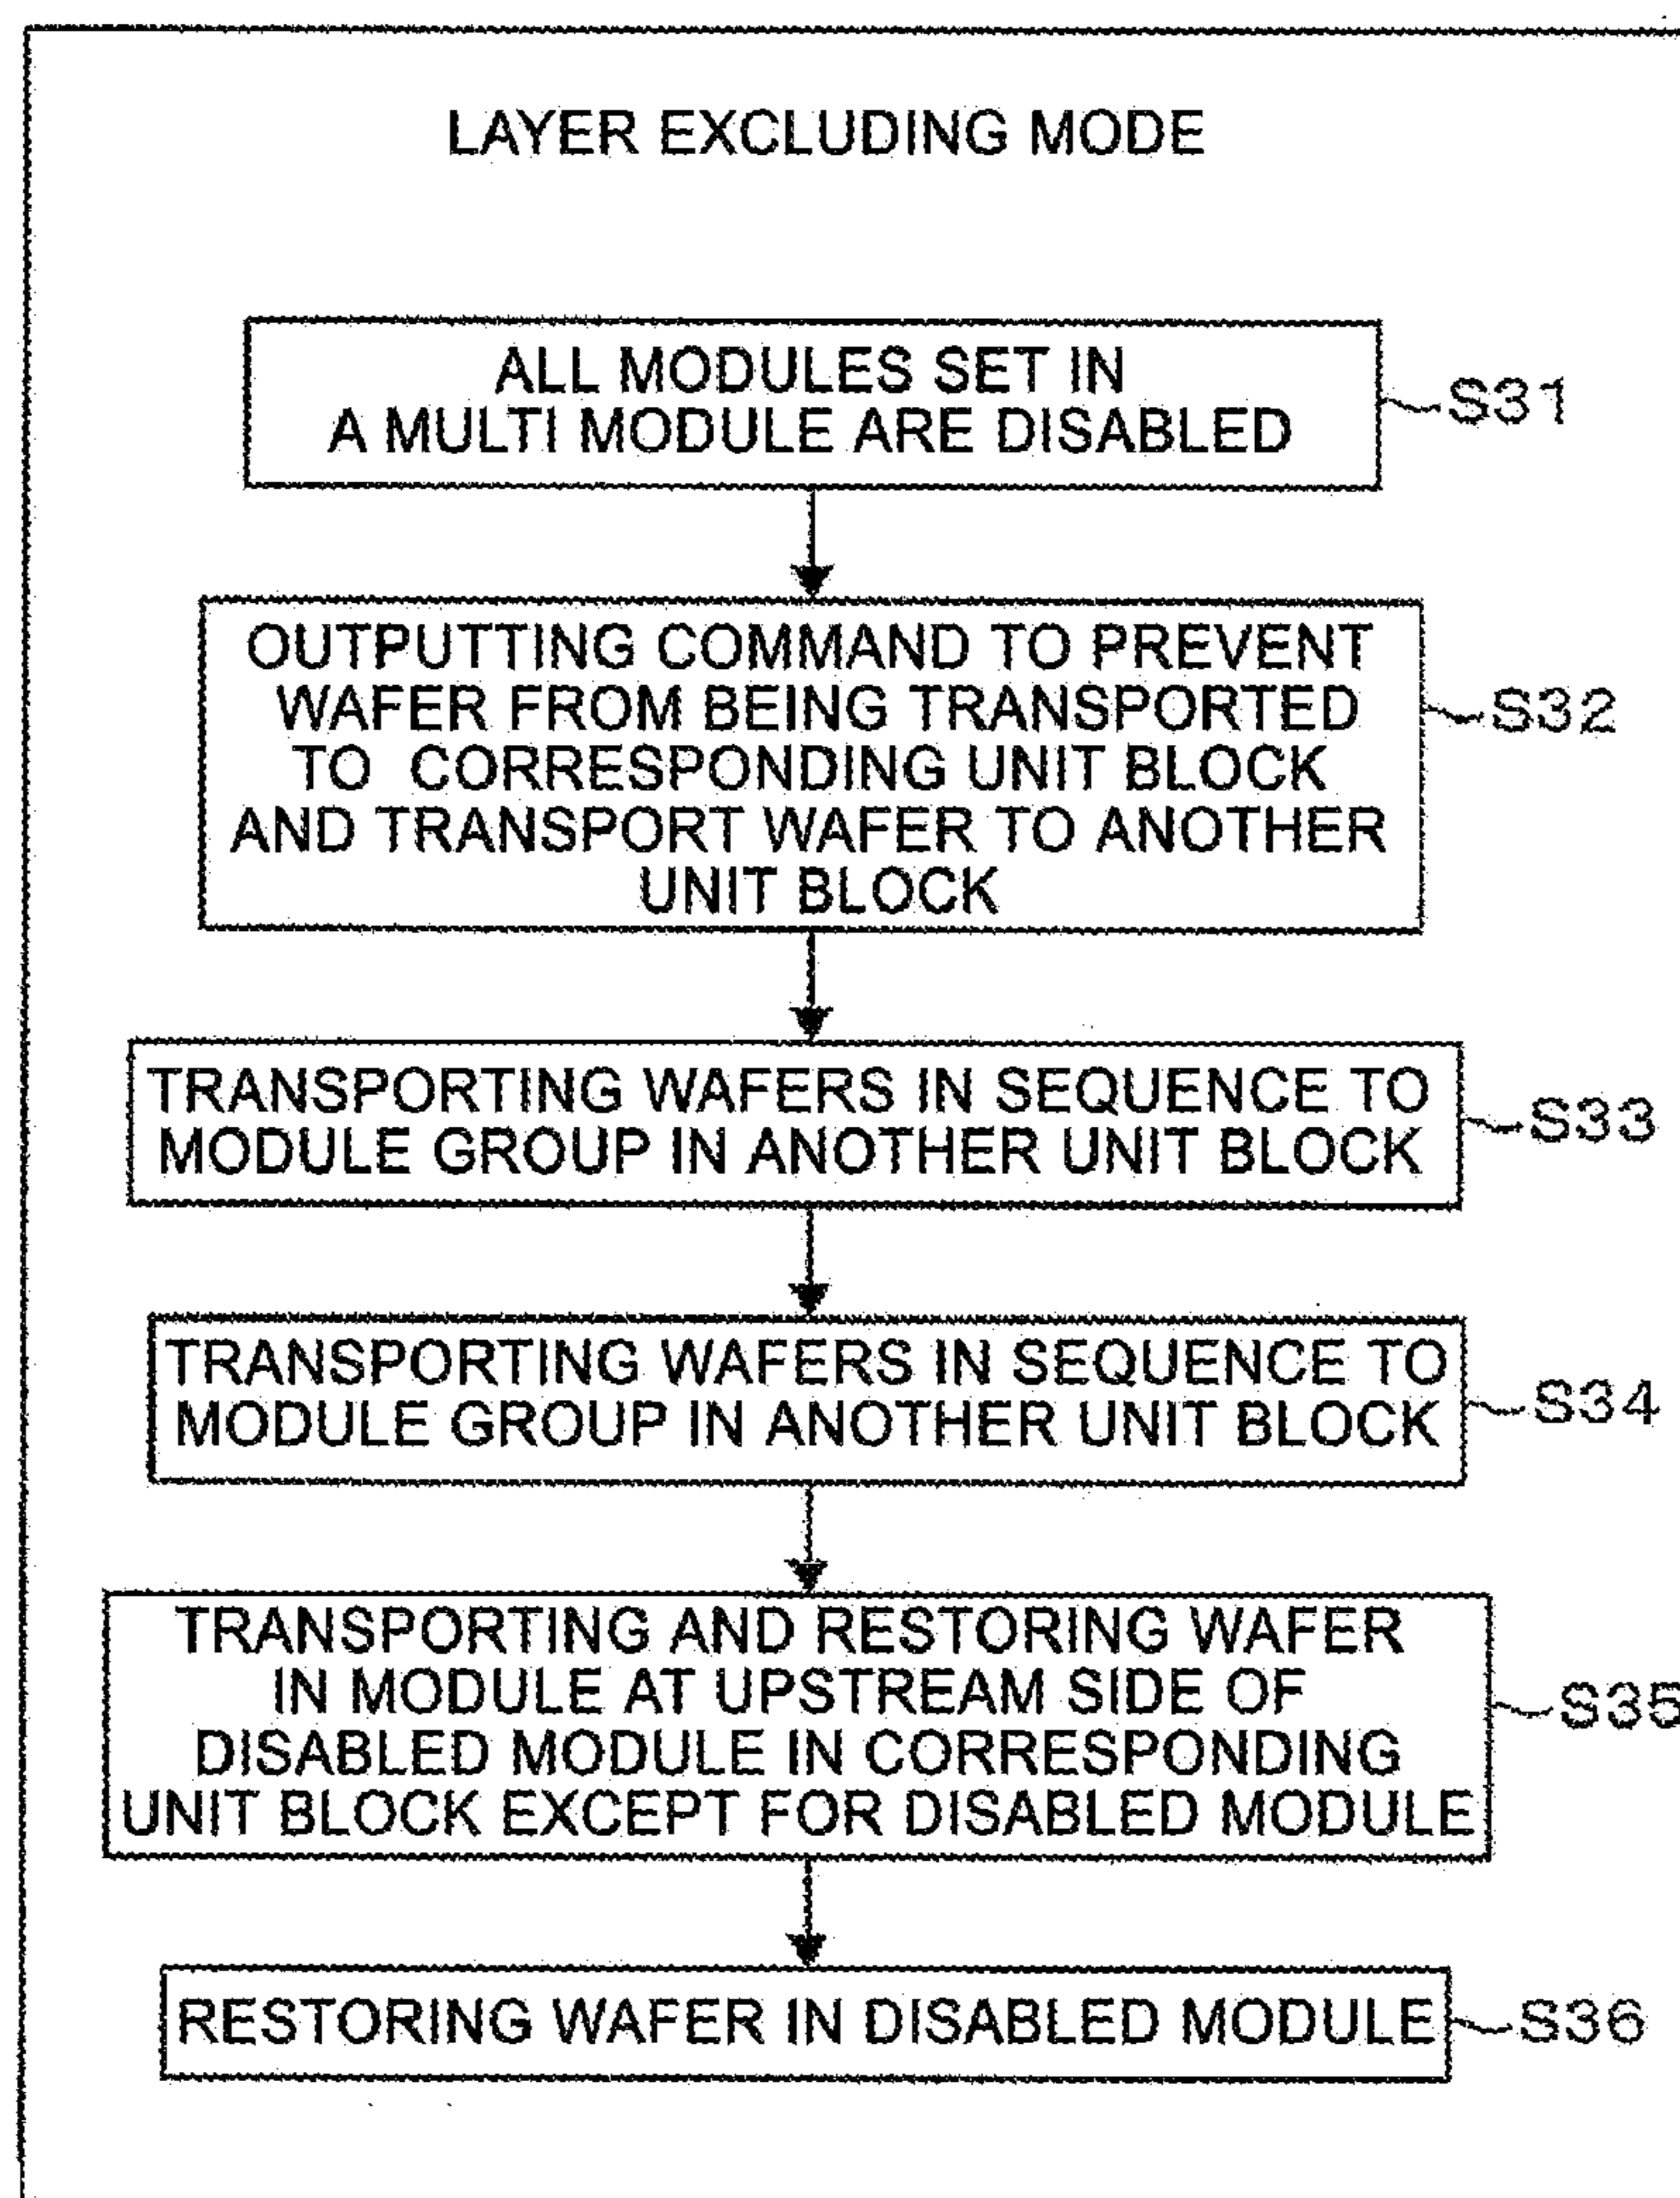 LAYER EXCLUDING MODE
ALL MODULES SET IN
A MULTI MODULE ARE DISABLED
S31
OUTPUTTING COMMAND TO PREVENT
WAFER FROM BEING TRANSPORTED
TO CORRESPONDING UNIT BLOCK
AND TRANSPORT WAFER TO ANOTHER
UNIT BLOCK
S32
TRANSPORTING WAFERS IN SEQUENCE TO
MODULE GROUP IN ANOTHER UNIT BLOCK
S33
TRANSPORTING WAFERS IN SEQUENCE TO
MODULE GROUP IN ANOTHER UNIT BLOCK
S34
TRANSPORTING AND RESTORING WAFER
IN MODULE AT UPSTREAM SIDE OF
DISABLED MODULE IN CORRESPONDING
UNIT BLOCK EXCEPT FOR DISABLED MODULE
S35
RESTORING WAFER IN DISABLED MODULE
S36